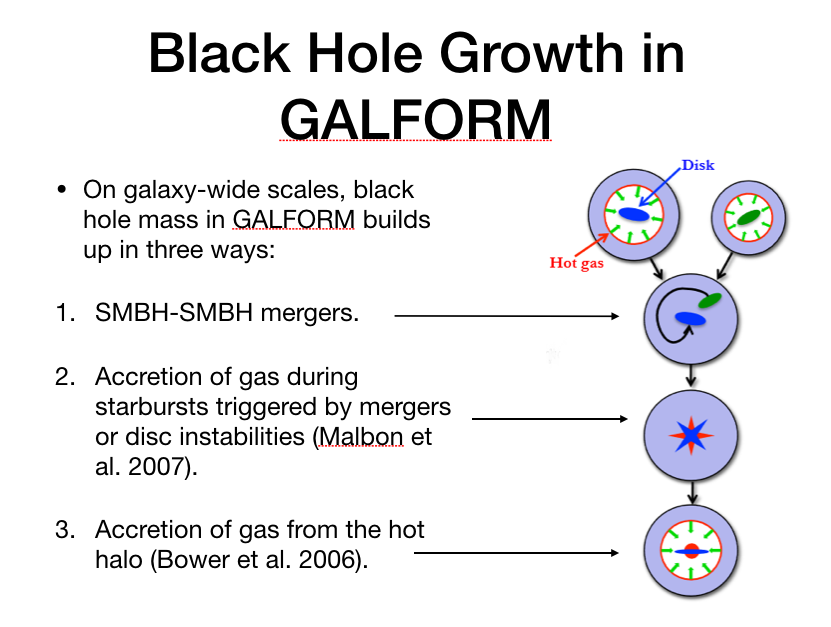 Black Hole Growth in
GALFORM
• On galaxy-wide scales, black
hole mass in GALFORM builds
up in three ways:
1. SMBH-SMBH mergers.
2. Accretion of gas during
starbursts triggered by mergers
or disc instabilities (Malbon et
al. 2007).
3. Accretion of gas from the hot
halo (Bower et al. 2006).
Disk
Hot gas